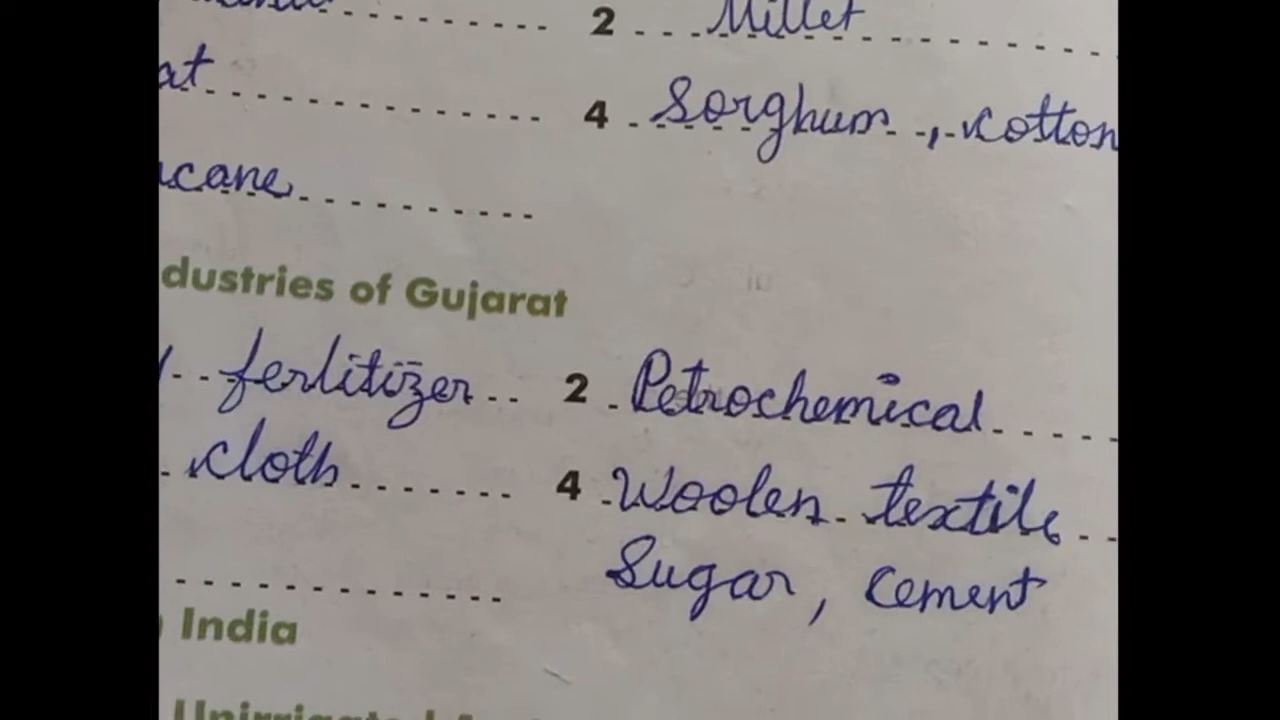 2 Millet
at
4 Sorghum, cotton
cane
dustries of Gujarat
ferlitizer 2 Petrochemical
cloth 4 Woolen textile
Sugar, cement
India